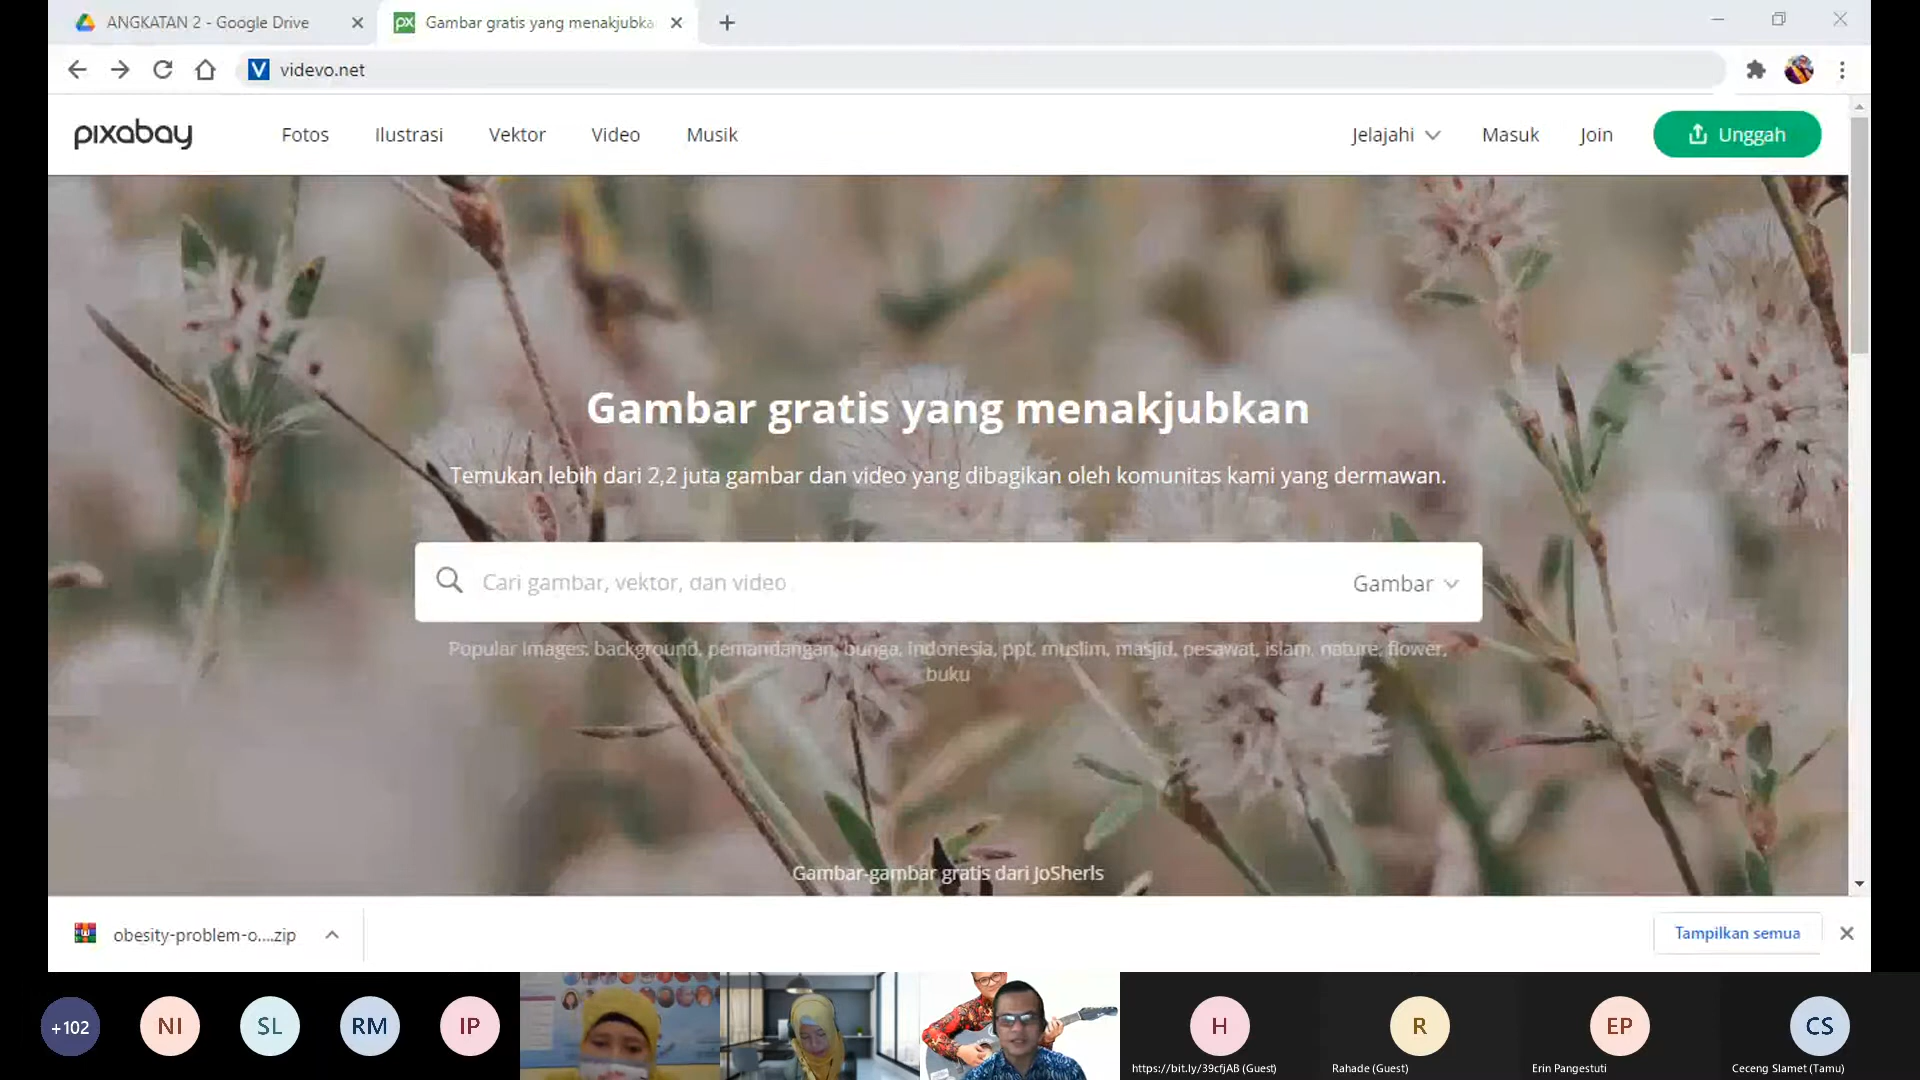 ANGKATAN 2 - Google Drive
Gambar gratis yang menakjubka
videvo.net
pixabay
Fotos
Ilustrasi
Vektor
Video
Musik
Jelajahi
Masuk
Join
Unggah
Gambar gratis yang menakjubkan
Temukan lebih dari 2,2 juta gambar dan video yang dibagikan oleh komunitas kami yang dermawan.
Cari gambar, vektor, dan video
Gambar
Popular Images: background, pemandangan, bunga, indonesia, ppt, muslim, masjid, pesawat, islam, nature, flower,
buku
Gambar-gambar gratis dari JoSherls
obesity-problem-o....zip
Tampilkan semua
+102
NI
SL
RM
IP
H
R
EP
CS
https://bit.ly/39cfjAB (Guest)
Rahade (Guest)
Erin Pangestuti
Ceceng Slamet (Tamu)